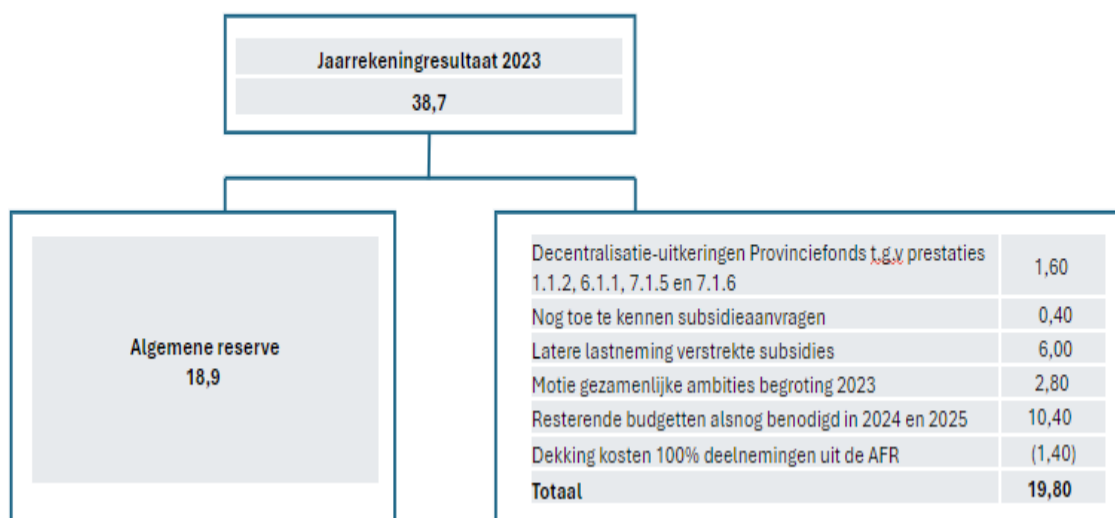 Jaarrekeningresultaat 2023
38,7
Algemene reserve
18,9
Decentralisatie-uitkeringen Provinciefonds t.g.v prestaties
1.1.2, 6.1.1, 7.1.5 en 7.1.6 1,60
Nog toe te kennen subsidieaanvragen 0,40
Latere lastneming verstrekte subsidies 6,00
Motie gezamenlijke ambities begroting 2023 2,80
Resterende budgetten alsnog benodigd in 2024 en 2025 10,40
Dekking kosten 100% deelnemingen uit de AFR (1,40)
Totaal 19,80